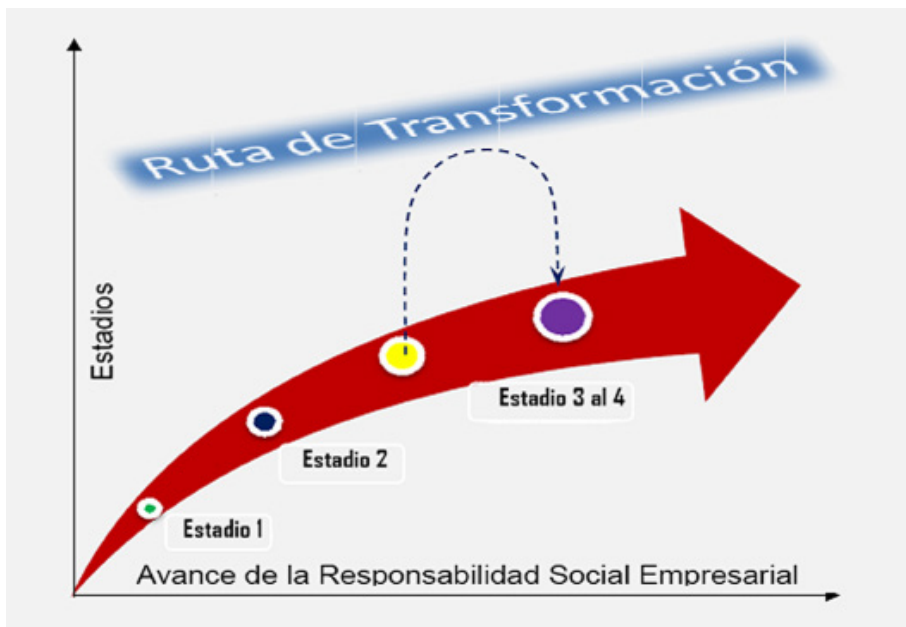 Ruta de Transformación
Estadios
Estadio 3 al 4
Estadio 2
Estadio 1
Avance de la Responsabilidad Social Empresarial